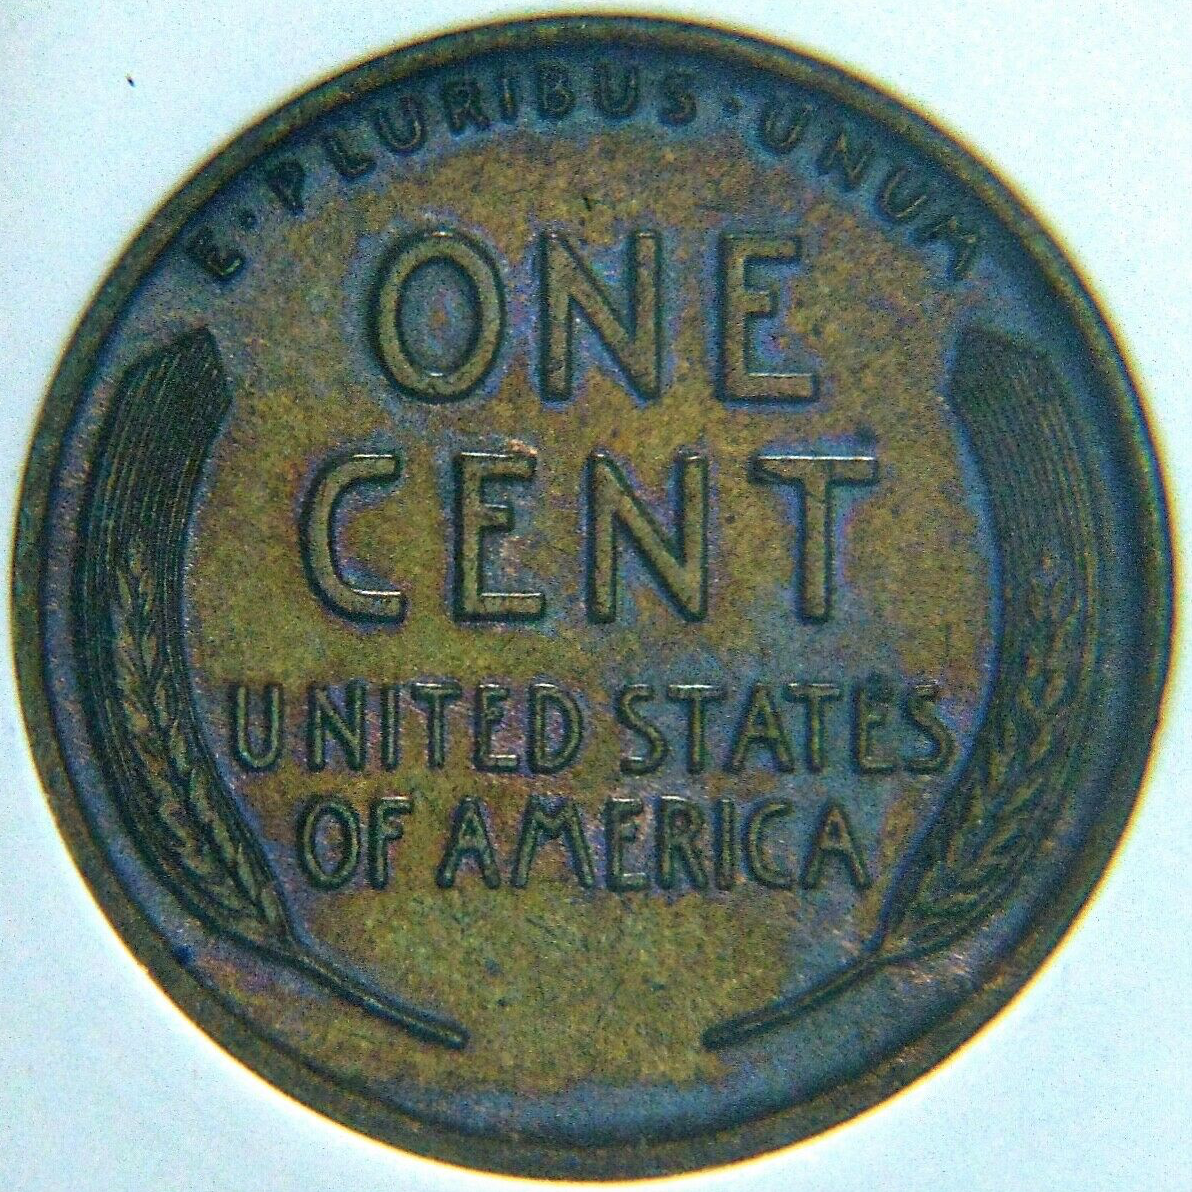 E · PLURIBUS · UNUM
ONE
CENT
UNITED STATES
OF AMERICA